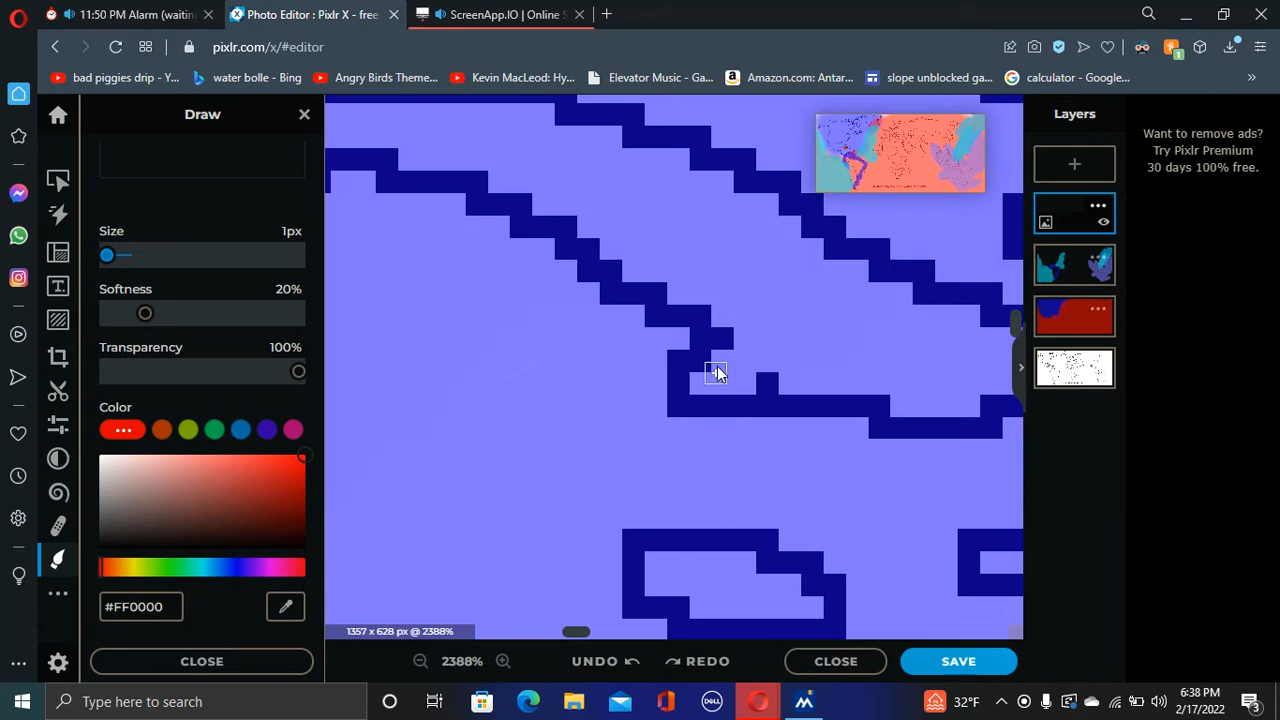 11:50 PM Alarm (waitin
Photo Editor : Pixlr X - free
ScreenApp.IO | Online S
pixlr.com/x/#editor
1
bad piggies drip - Y...
water bolle - Bing
Angry Birds Theme...
Kevin MacLeod: Hy...
Elevator Music - Ga...
Amazon.com: Antar...
slope unblocked ga...
calculator - Google...
Draw
Layers
Want to remove ads?
Try Pixlr Premium
30 days 100% free.
Size
1px
Softness
20%
Transparency
100%
Color
#FF0000
CLOSE
1357 x 628 px @ 2388%
2388%
UNDO
REDO
CLOSE
SAVE
Type here to search
DELL
32°F
6:38 PM
2/17/2022
3